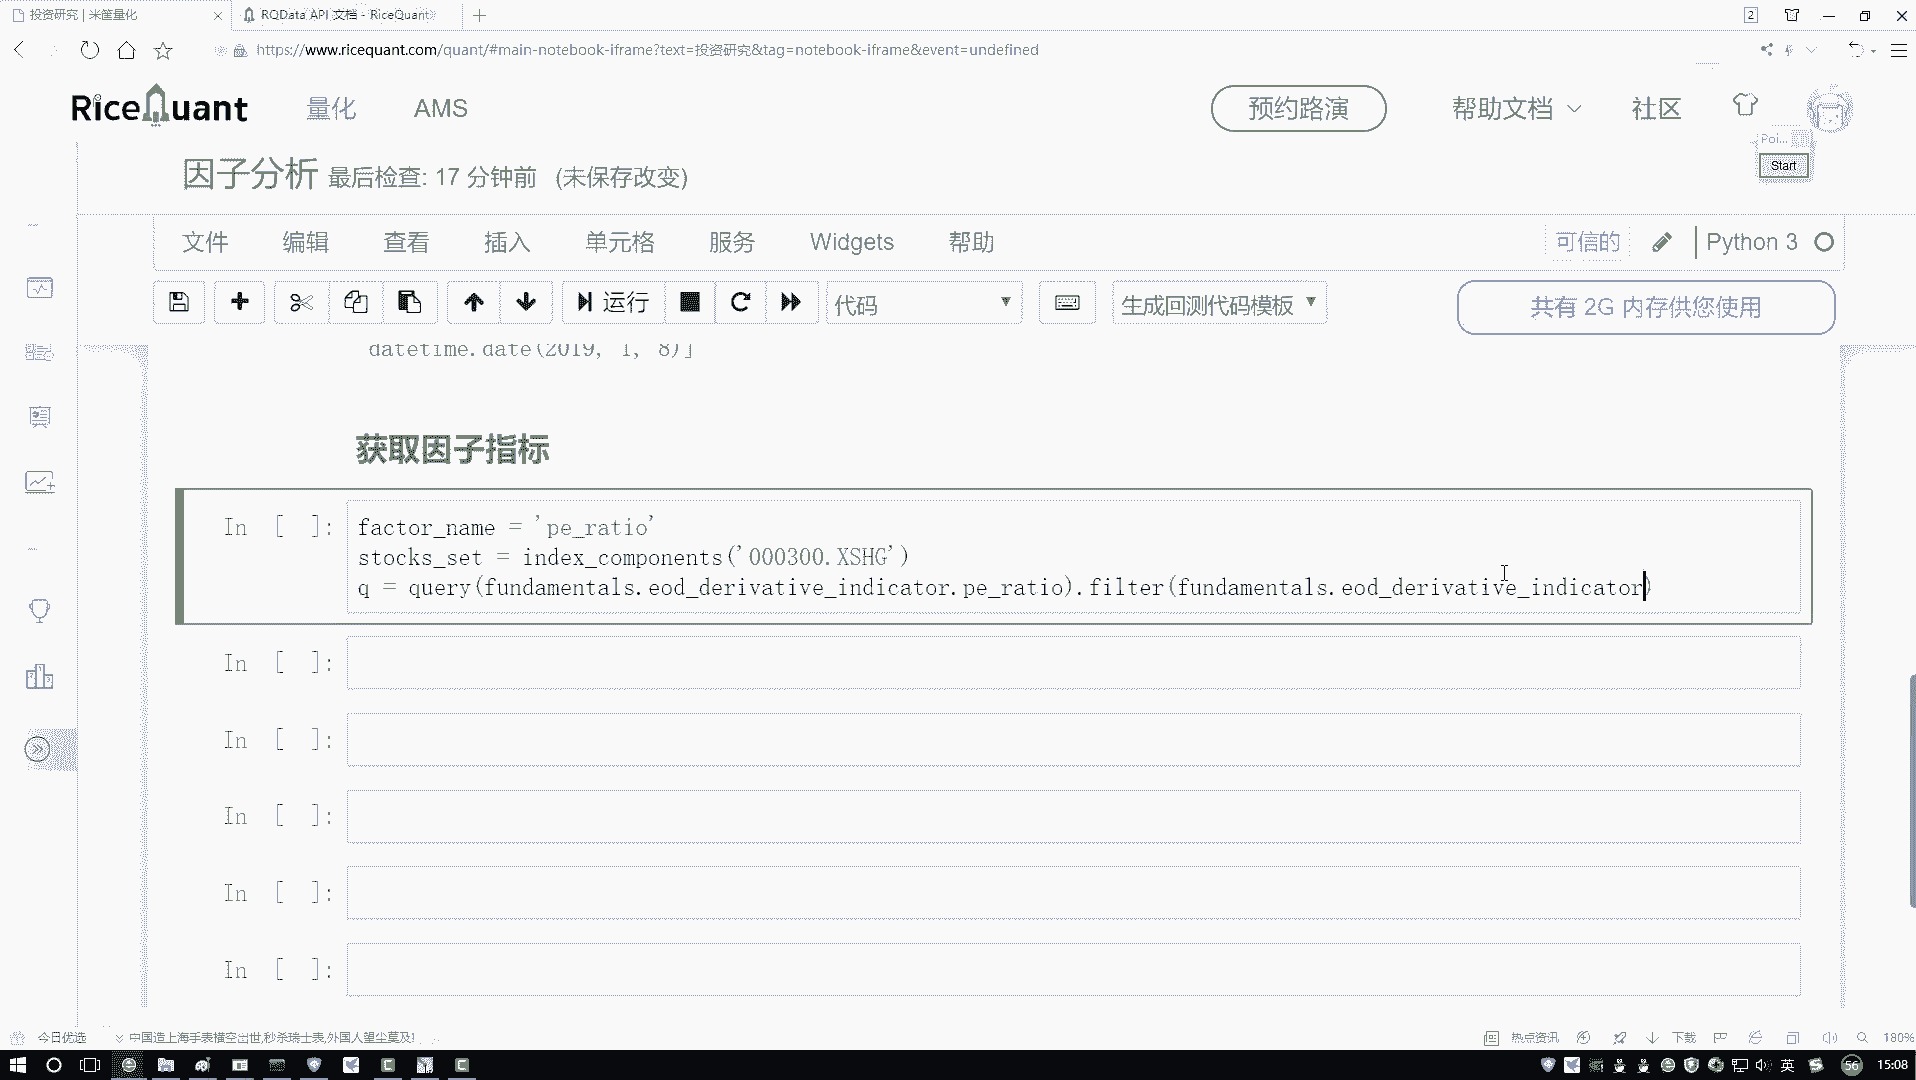 投资研究 | 米筐量化
RQData API 文档 - RiceQuant
2
https://www.ricequant.com/quant/#main-notebook-iframe?text=投资研究&tag=notebook-iframe&event=undefined
RiceQuant 量化 AMS 预约路演 帮助文档 社区
Poi...
Start
因子分析 最后检查: 17 分钟前 (未保存改变)
文件 编辑 查看 插入 单元格 服务 Widgets 帮助 可信的 Python 3
运行 代码 生成回测代码模板 共有 2G 内存供您使用
datetime.date(2019, 1, 8)]
获取因子指标
In [ ]:
factor_name = 'pe_ratio'
stocks_set = index_components('000300.XSHG')
q = query(fundamentals.eod_derivative_indicator.pe_ratio).filter(fundamentals.eod_derivative_indicator)
In [ ]:
In [ ]:
In [ ]:
In [ ]:
In [ ]:
今日优选 中国造上海手表横空出世,秒杀瑞士表,外国人望尘莫及! 热点资讯 下载 180%
英 56 15:08